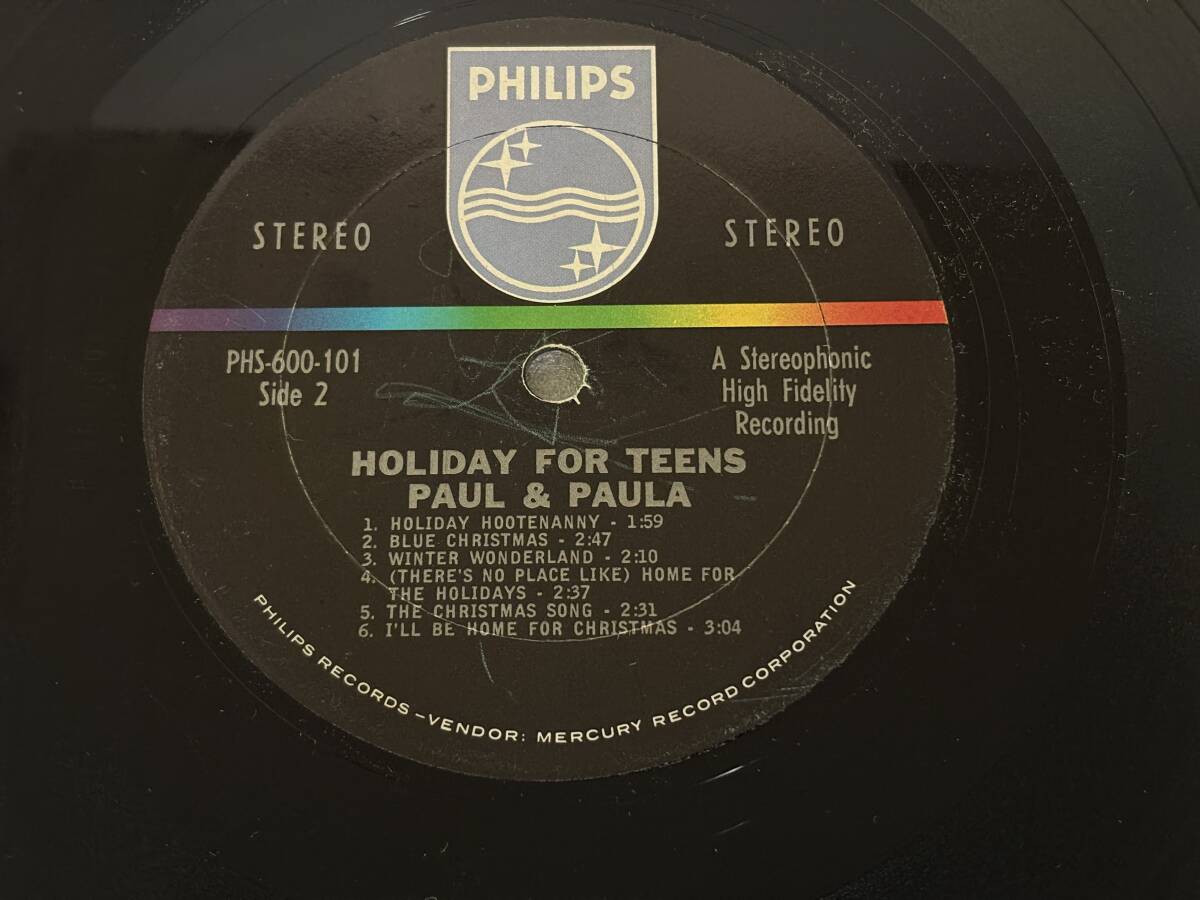 PHILIPS
STEREO
STEREO
PHS-600-101
Side 2
A Stereophonic
High Fidelity
Recording
HOLIDAY FOR TEENS
PAUL & PAULA
1. HOLIDAY HOOTENANNY - 1:59
2. BLUE CHRISTMAS - 2:47
3. WINTER WONDERLAND - 2:10
4. (THERE'S NO PLACE LIKE) HOME FOR
THE HOLIDAYS - 2:37
5. THE CHRISTMAS SONG - 2:31
6. I'LL BE HOME FOR CHRISTMAS - 3:04
PHILIPS RECORDS – VENDOR: MERCURY RECORD CORPORATION